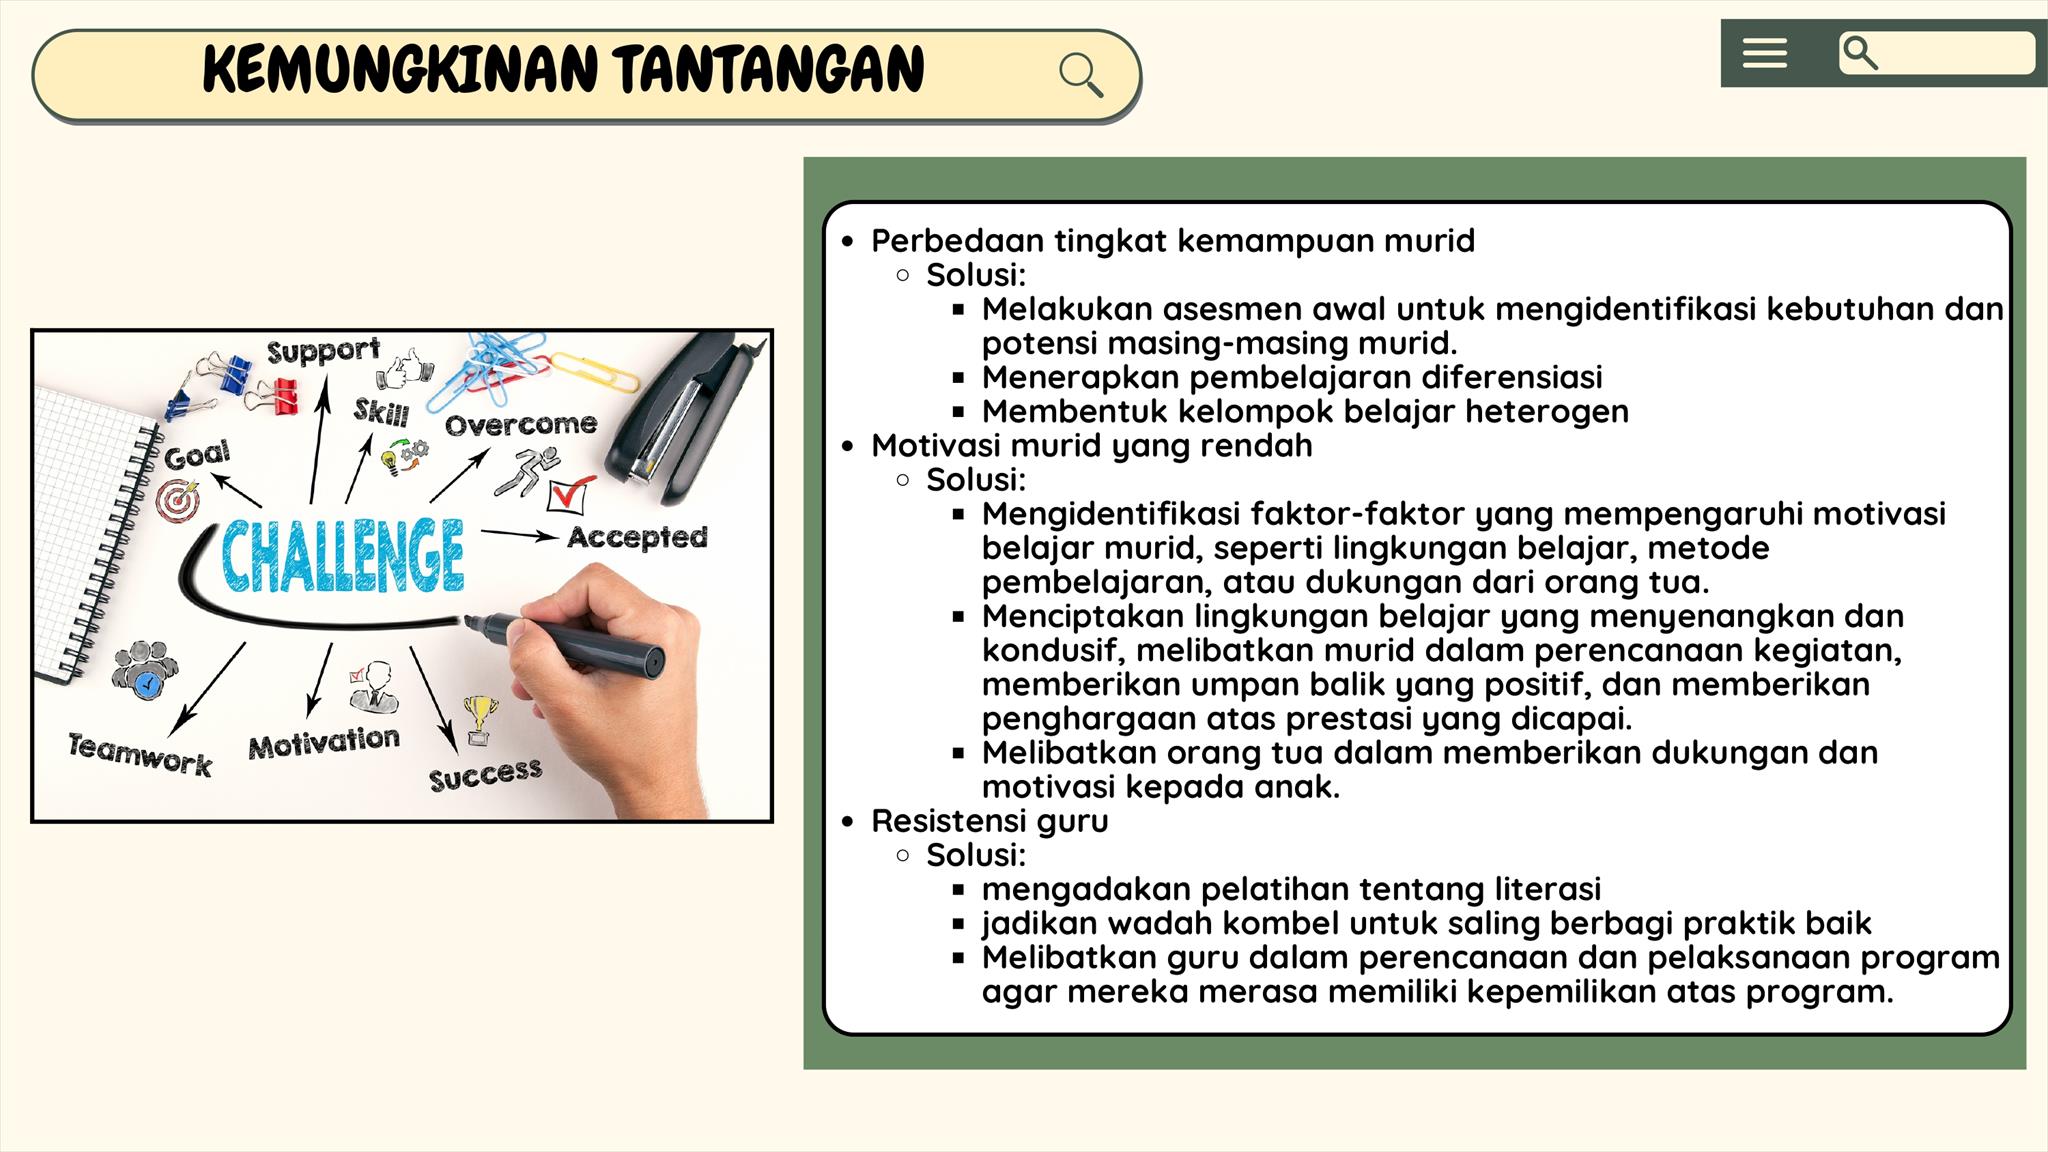 KEMUNGKINAN TANTANGAN
Support
Skill
Overcome
Goal
CHALLENGE
Accepted
Teamwork
Motivation
Success
• Perbedaan tingkat kemampuan murid
○ Solusi:
▪ Melakukan asesmen awal untuk mengidentifikasi kebutuhan dan
potensi masing-masing murid.
▪ Menerapkan pembelajaran diferensiasi
▪ Membentuk kelompok belajar heterogen
• Motivasi murid yang rendah
○ Solusi:
▪ Mengidentifikasi faktor-faktor yang mempengaruhi motivasi
belajar murid, seperti lingkungan belajar, metode
pembelajaran, atau dukungan dari orang tua.
▪ Menciptakan lingkungan belajar yang menyenangkan dan
kondusif, melibatkan murid dalam perencanaan kegiatan,
memberikan umpan balik yang positif, dan memberikan
penghargaan atas prestasi yang dicapai.
▪ Melibatkan orang tua dalam memberikan dukungan dan
motivasi kepada anak.
• Resistensi guru
○ Solusi:
▪ mengadakan pelatihan tentang literasi
▪ jadikan wadah kombel untuk saling berbagi praktik baik
▪ Melibatkan guru dalam perencanaan dan pelaksanaan program
agar mereka merasa memiliki kepemilikan atas program.